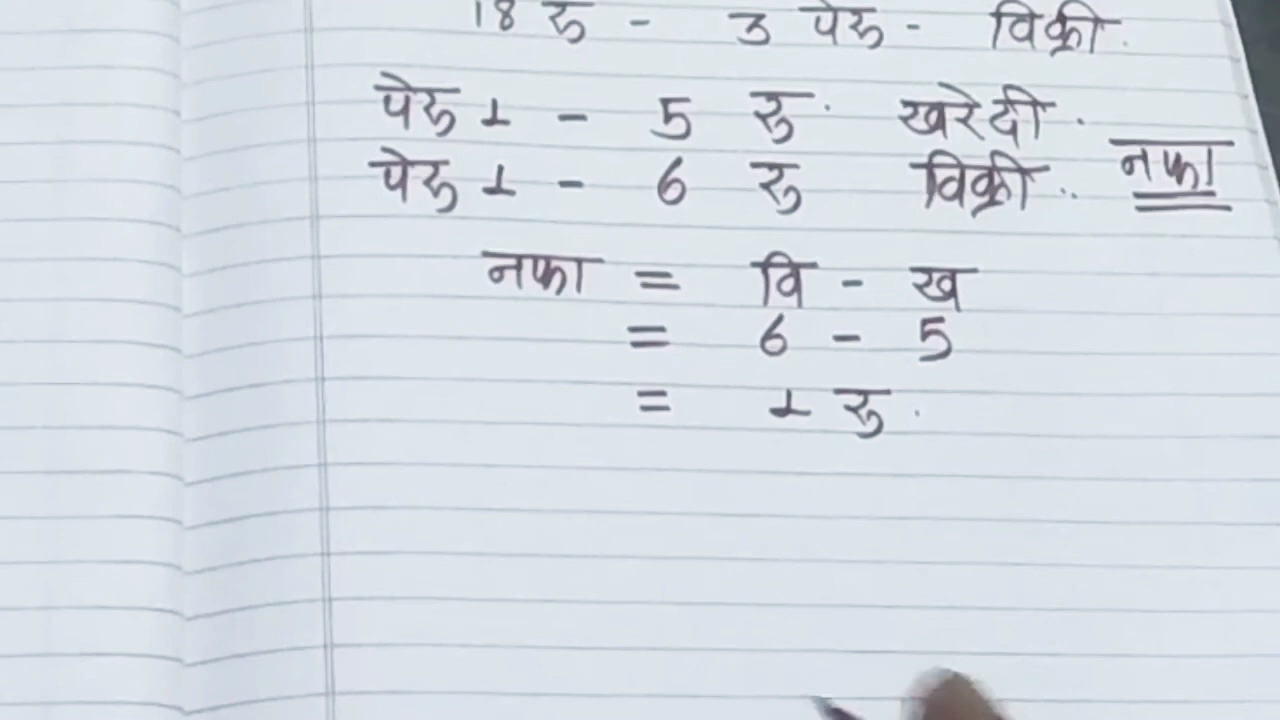 18 रु - 3 पेरु - विक्री.
पेरु 1 - 5 रु. खरेदी.
पेरु 1 - 6 रु विक्री.. नफा
नफा = वि - ख
= 6 - 5
= 1 रु.